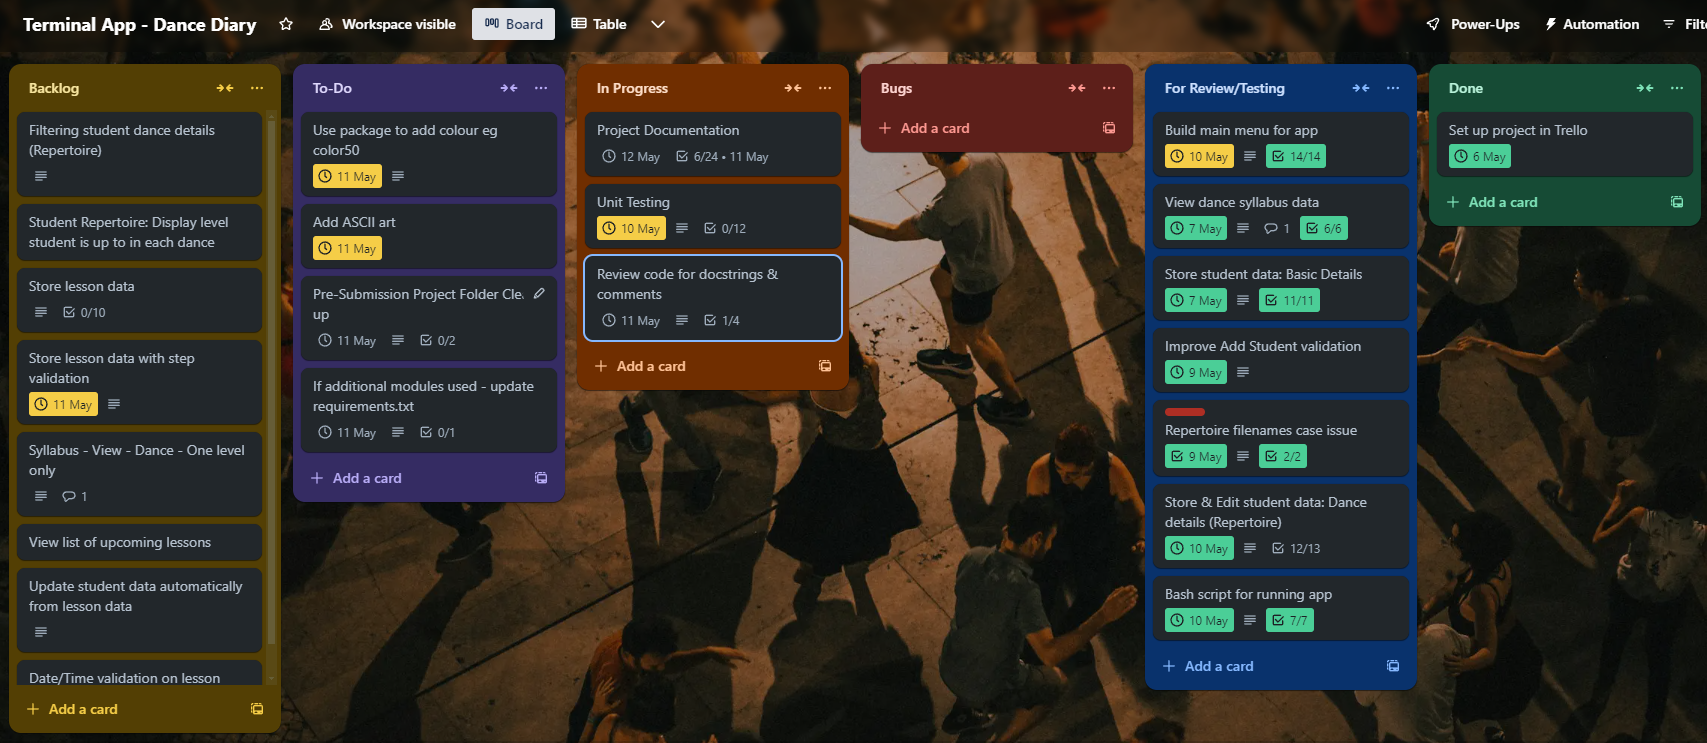 Terminal App - Dance Diary
Workspace visible
Board
Table
Power-Ups
Automation
Backlog
Filtering student dance details
(Repertoire)
Student Repertoire: Display level
student is up to in each dance
Store lesson data
0/10
Store lesson data with step
validation
11 May
Syllabus - View - Dance - One level
only
1
View list of upcoming lessons
Update student data automatically
from lesson data
Date/Time validation on lesson
+ Add a card
To-Do
Use package to add colour eg
color50
11 May
Add ASCII art
11 May
Pre-Submission Project Folder Cle
up
11 May
0/2
If additional modules used - update
requirements.txt
11 May
0/1
+ Add a card
In Progress
Project Documentation
12 May
6/24 • 11 May
Unit Testing
10 May
0/12
Review code for docstrings &
comments
11 May
1/4
+ Add a card
Bugs
+ Add a card
For Review/Testing
Build main menu for app
10 May
14/14
View dance syllabus data
7 May
1
6/6
Store student data: Basic Details
7 May
11/11
Improve Add Student validation
9 May
Repertoire filenames case issue
9 May
2/2
Store & Edit student data: Dance
details (Repertoire)
10 May
12/13
Bash script for running app
10 May
7/7
+ Add a card
Done
Set up project in Trello
6 May
+ Add a card